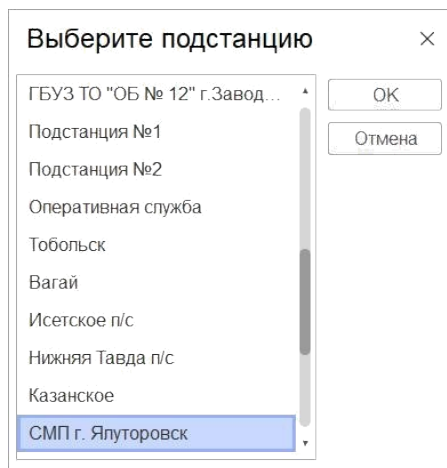 Выберите подстанцию
ГБУЗ ТО "ОБ № 12" г.Завод...
OK
Подстанция №1
Отмена
Подстанция №2
Оперативная служба
Тобольск
Вагай
Исетское п/с
Нижняя Тавда п/с
Казанское
СМП г. Ялуторовск